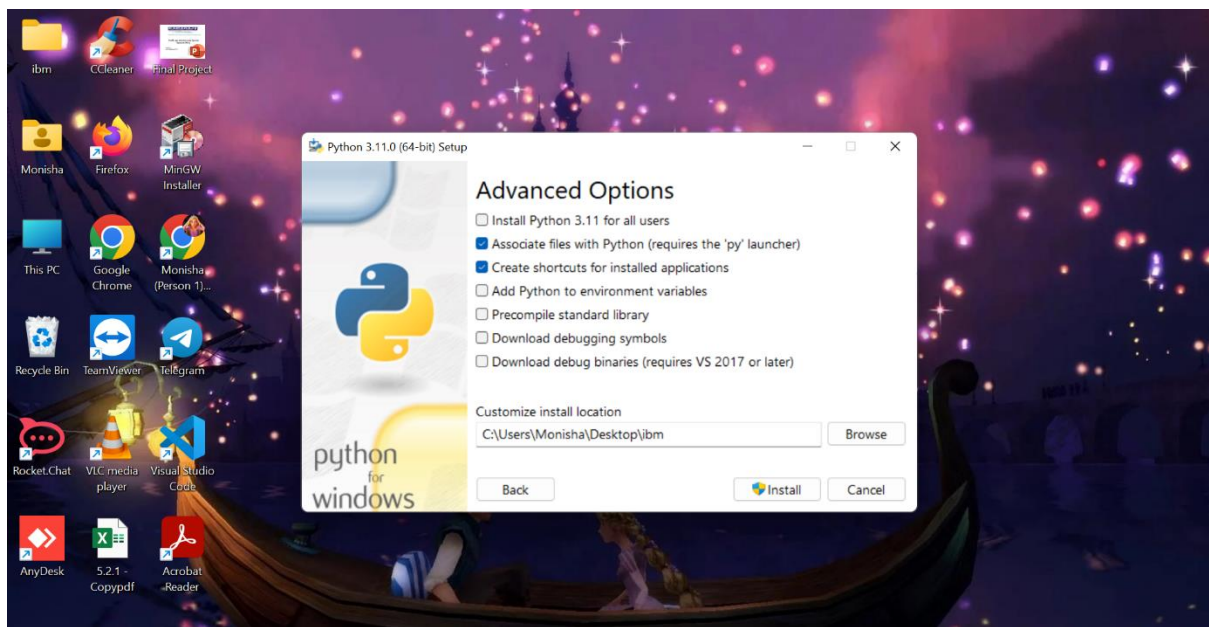 ibm
CCleaner
Final Project
Monisha
Firefox
MinGW
Installer
This PC
Google
Chrome
Monisha
(Person 1)...
Recycle Bin
TeamViewer
Telegram
Rocket.Chat
VLC media
player
Visual Studio
Code
AnyDesk
5.2.1 -
Copypdf
Acrobat
Reader
Python 3.11.0 (64-bit) Setup
Advanced Options
Install Python 3.11 for all users
Associate files with Python (requires the 'py' launcher)
Create shortcuts for installed applications
Add Python to environment variables
Precompile standard library
Download debugging symbols
Download debug binaries (requires VS 2017 or later)
Customize install location
C:\Users\Monisha\Desktop\ibm
Browse
python
for
windows
Back
Install
Cancel